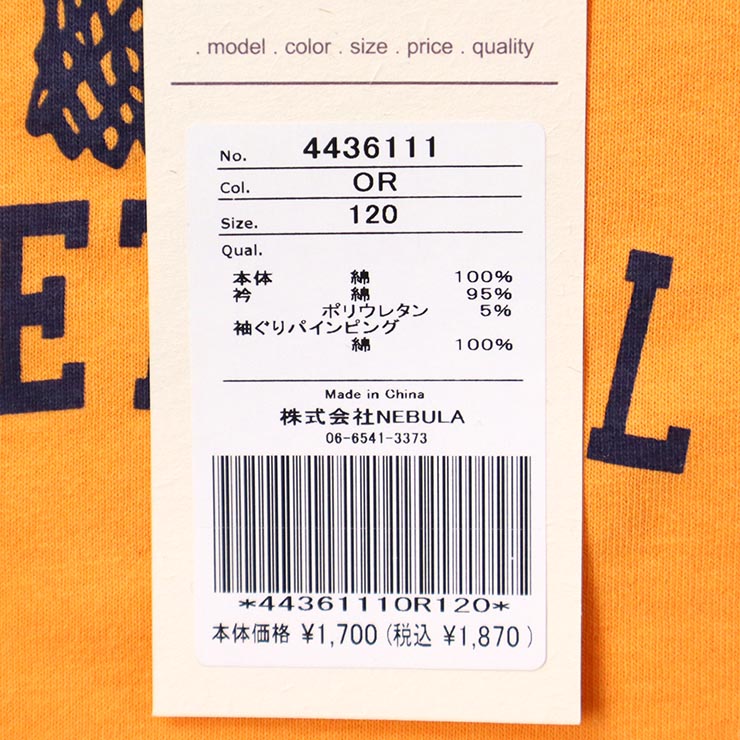 . model . color . size . price . quality
No. 4436111
Col. OR
Size. 120
Qual.
本体 綿 100%
衿 綿 95%
ポリウレタン 5%
袖ぐりパインピング
綿 100%
Made in China
株式会社NEBULA
06-6541-3373
*4436111OR120*
本体価格 ¥1,700 (税込 ¥1,870 )
L